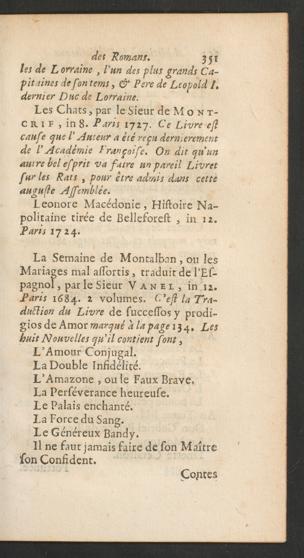 des Romans. 351
les de Lorraine, l'un des plus grands Ca-
pitaines de son tems, & Pere de Leopold I.
dernier Duc de Lorraine.
Les Chats, par le Sieur de MONT-
CRIF, in 8. Paris 1727. Ce Livre est
cause que l'Auteur a été reçu dernierement
de l'Académie Françoise. On dit qu'un
autre bel esprit va faire un pareil Livret
sur les Rats, pour être admis dans cette
auguste Assemblée.
Leonore Macédonie, Histoire Na-
politaine tirée de Belleforest, in 12.
Paris 1724.
La Semaine de Montalban, ou les
Mariages mal assortis, traduit de l'Es-
pagnol, par le Sieur VANEL, in 12.
Paris 1684. 2 volumes. C'est la Tra-
duction du Livre de successos y prodi-
gios de Amor marqué à la page 134. Les
huit Nouvelles qu'il contient sont,
L'Amour Conjugal.
La Double Infidélité.
L'Amazone, ou le Faux Brave.
La Perséverance heureuse.
Le Palais enchanté.
La Force du Sang.
Le Généreux Bandy.
Il ne faut jamais faire de son Maître
son Confident.
Contes